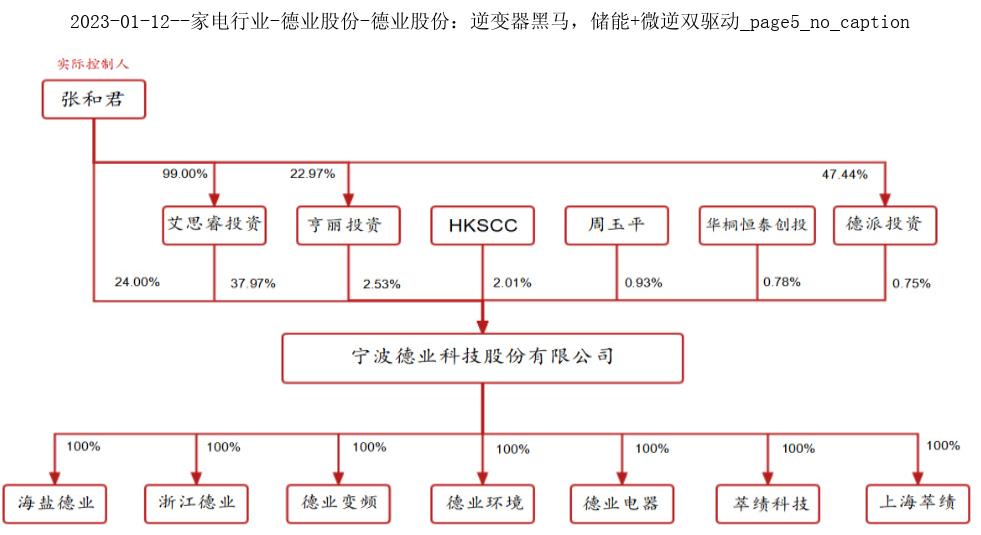 2023-01-12--家电行业-德业股份-德业股份：逆变器黑马，储能+微逆双驱动_page5_no_caption
实际控制人
张和君
99.00% 22.97% 47.44%
艾思睿投资 亨丽投资 HKSCC 周玉平 华桐恒泰创投 德派投资
24.00% 37.97% 2.53% 2.01% 0.93% 0.78% 0.75%
宁波德业科技股份有限公司
100% 100% 100% 100% 100% 100% 100%
海盐德业 浙江德业 德业变频 德业环境 德业电器 萃绩科技 上海萃绩